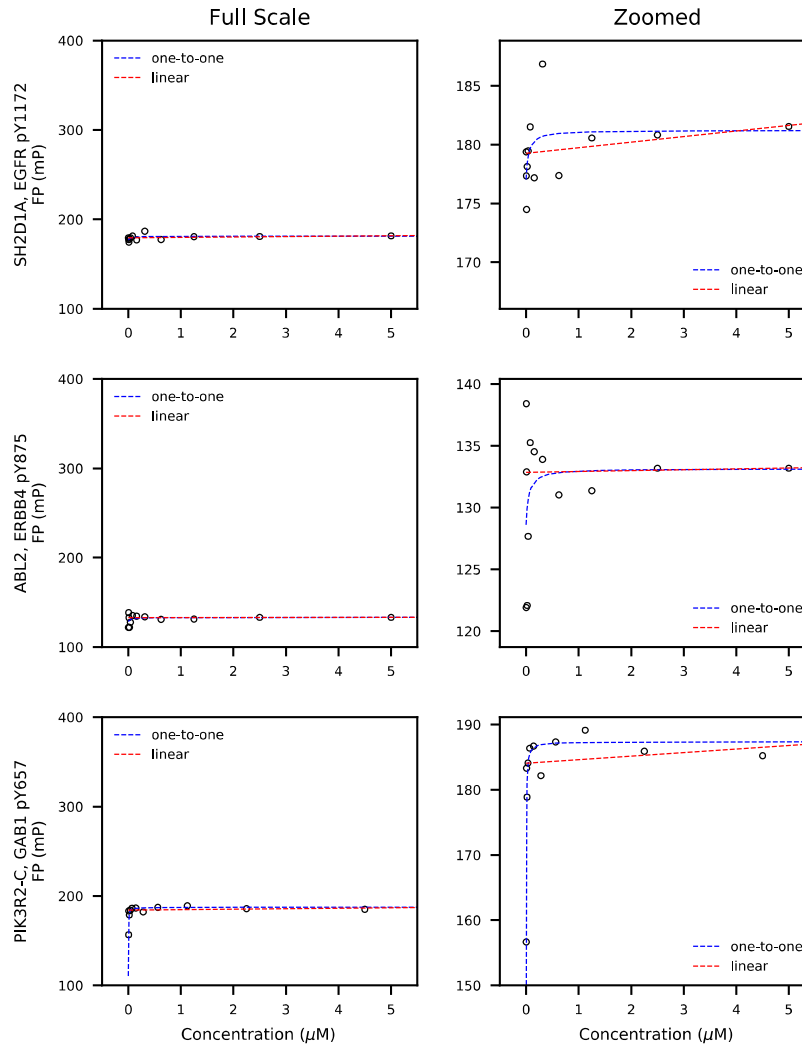 Full Scale
Zoomed
SH2D1A, EGFR pY1172
FP (mP)
400
300
200
100
0 1 2 3 4 5
one-to-one
linear
185
180
175
170
0 1 2 3 4 5
one-to-one
linear
ABL2, ERBB4 pY875
FP (mP)
400
300
200
100
0 1 2 3 4 5
one-to-one
linear
140
135
130
125
120
0 1 2 3 4 5
one-to-one
linear
PIK3R2-C, GAB1 pY657
FP (mP)
400
300
200
100
0 1 2 3 4 5
one-to-one
linear
Concentration (μM)
190
180
170
160
150
0 1 2 3 4 5
one-to-one
linear
Concentration (μM)